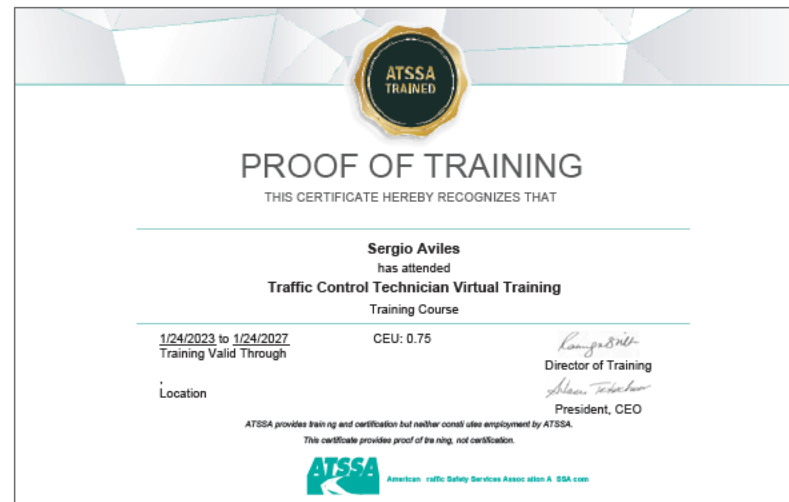 ATSSA
TRAINED
PROOF OF TRAINING
THIS CERTIFICATE HEREBY RECOGNIZES THAT
Sergio Aviles
has attended
Traffic Control Technician Virtual Training
Training Course
1/24/2023 to 1/24/2027
Training Valid Through
CEU: 0.75
Director of Training
,
Location
President, CEO
ATSSA provides train ng and certification but neither consti utes employment by ATSSA.
This certificate provides proof of tra ning, not certification.
ATSSA
American raffic Safety Services Assoc ation A SSA com